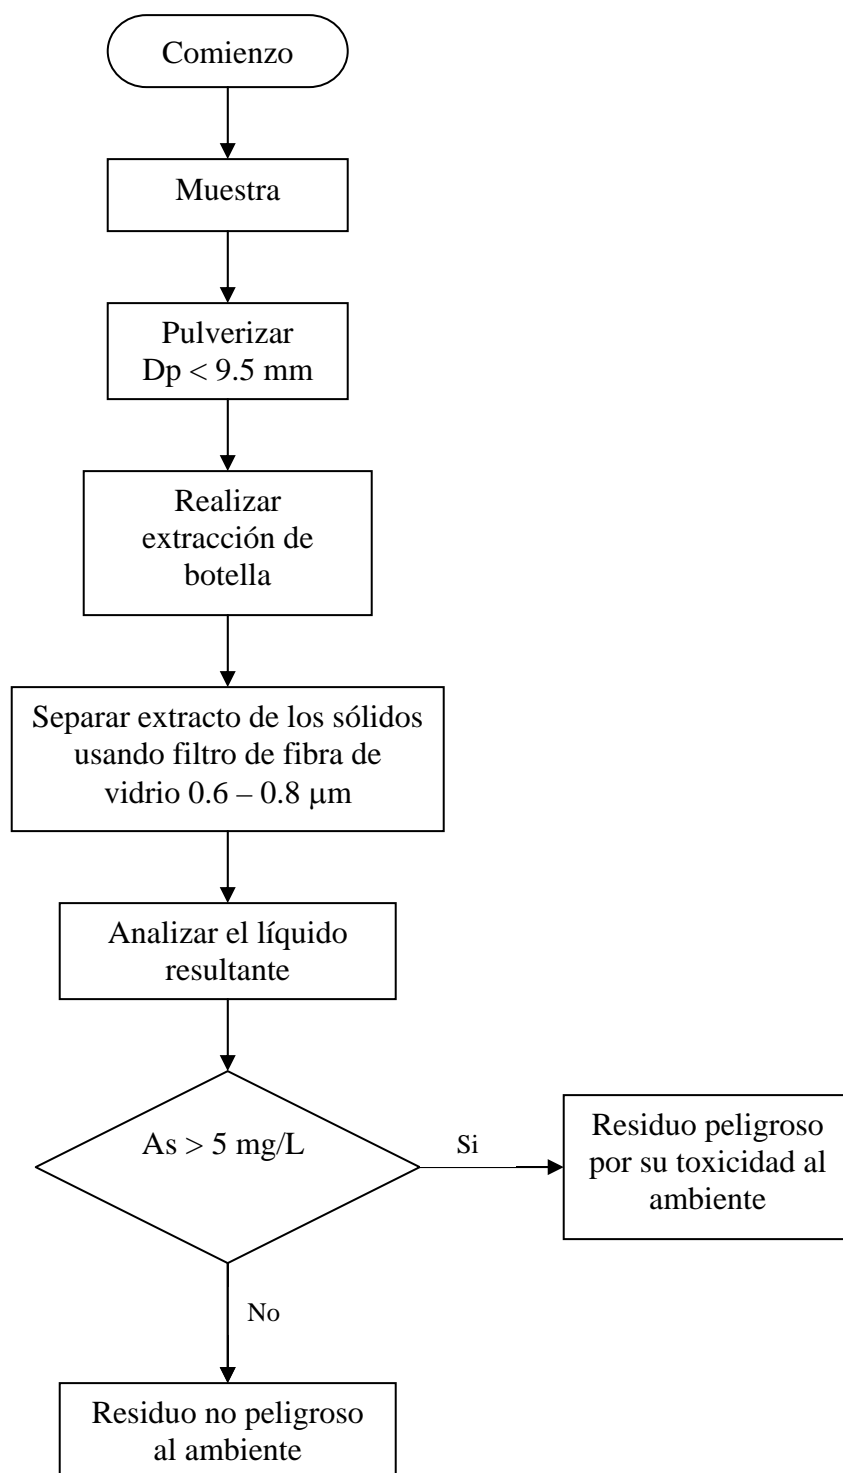 Comienzo
Muestra
Pulverizar
Dp < 9.5 mm
Realizar
extracción de
botella
Separar extracto de los sólidos
usando filtro de fibra de
vidrio 0.6 – 0.8 μm
Analizar el líquido
resultante
As > 5 mg/L
Si
Residuo peligroso
por su toxicidad al
ambiente
No
Residuo no peligroso
al ambiente